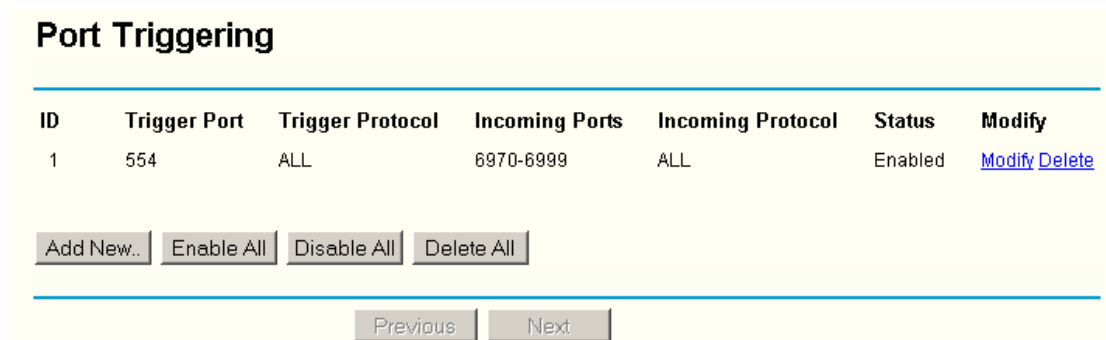 Port Triggering
ID Trigger Port Trigger Protocol Incoming Ports Incoming Protocol Status Modify
1 554 ALL 6970-6999 ALL Enabled Modify Delete
Add New.. Enable All Disable All Delete All
Previous Next